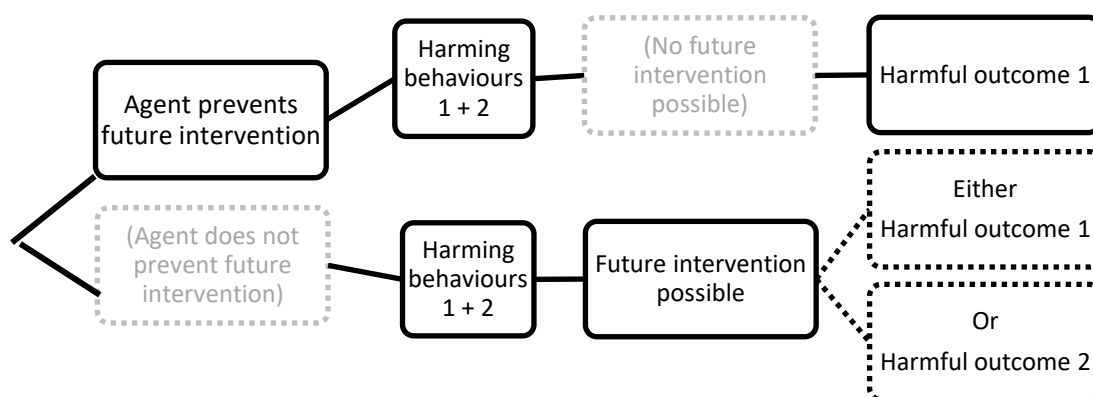 Agent prevents
future intervention
Harming
behaviours
1 + 2
(No future
intervention
possible)
Harmful outcome 1
(Agent does not
prevent future
intervention)
Harming
behaviours
1 + 2
Future intervention
possible
Either
Harmful outcome 1
Or
Harmful outcome 2